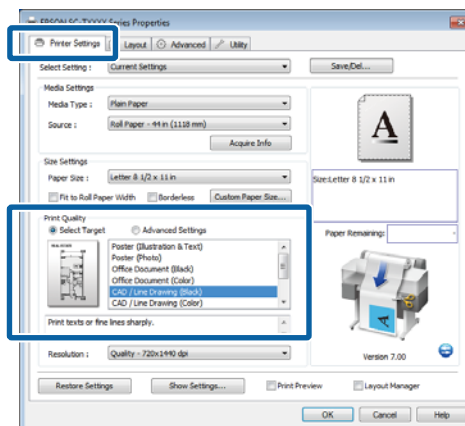 EPSON SC-TXXXX Series Properties
Printer Settings Layout Advanced Utility
Select Setting : Current Settings Save/Del...
Media Settings
Media Type : Plain Paper
Source : Roll Paper - 44 in (1118 mm)
Acquire Info
Size Settings
Paper Size : Letter 8 1/2 x 11 in
Size:Letter 8 1/2 x 11 in
Fit to Roll Paper Width Borderless Custom Paper Size...
Print Quality
Select Target Advanced Settings
Paper Remaining: -
Poster (Illustration & Text)
Poster (Photo)
Office Document (Black)
Office Document (Color)
CAD / Line Drawing (Black)
CAD / Line Drawing (Color)
Print texts or fine lines sharply.
Resolution : Quality - 720x1440 dpi
Version 7.00
Restore Settings Show Settings... Print Preview Layout Manager
OK Cancel Help